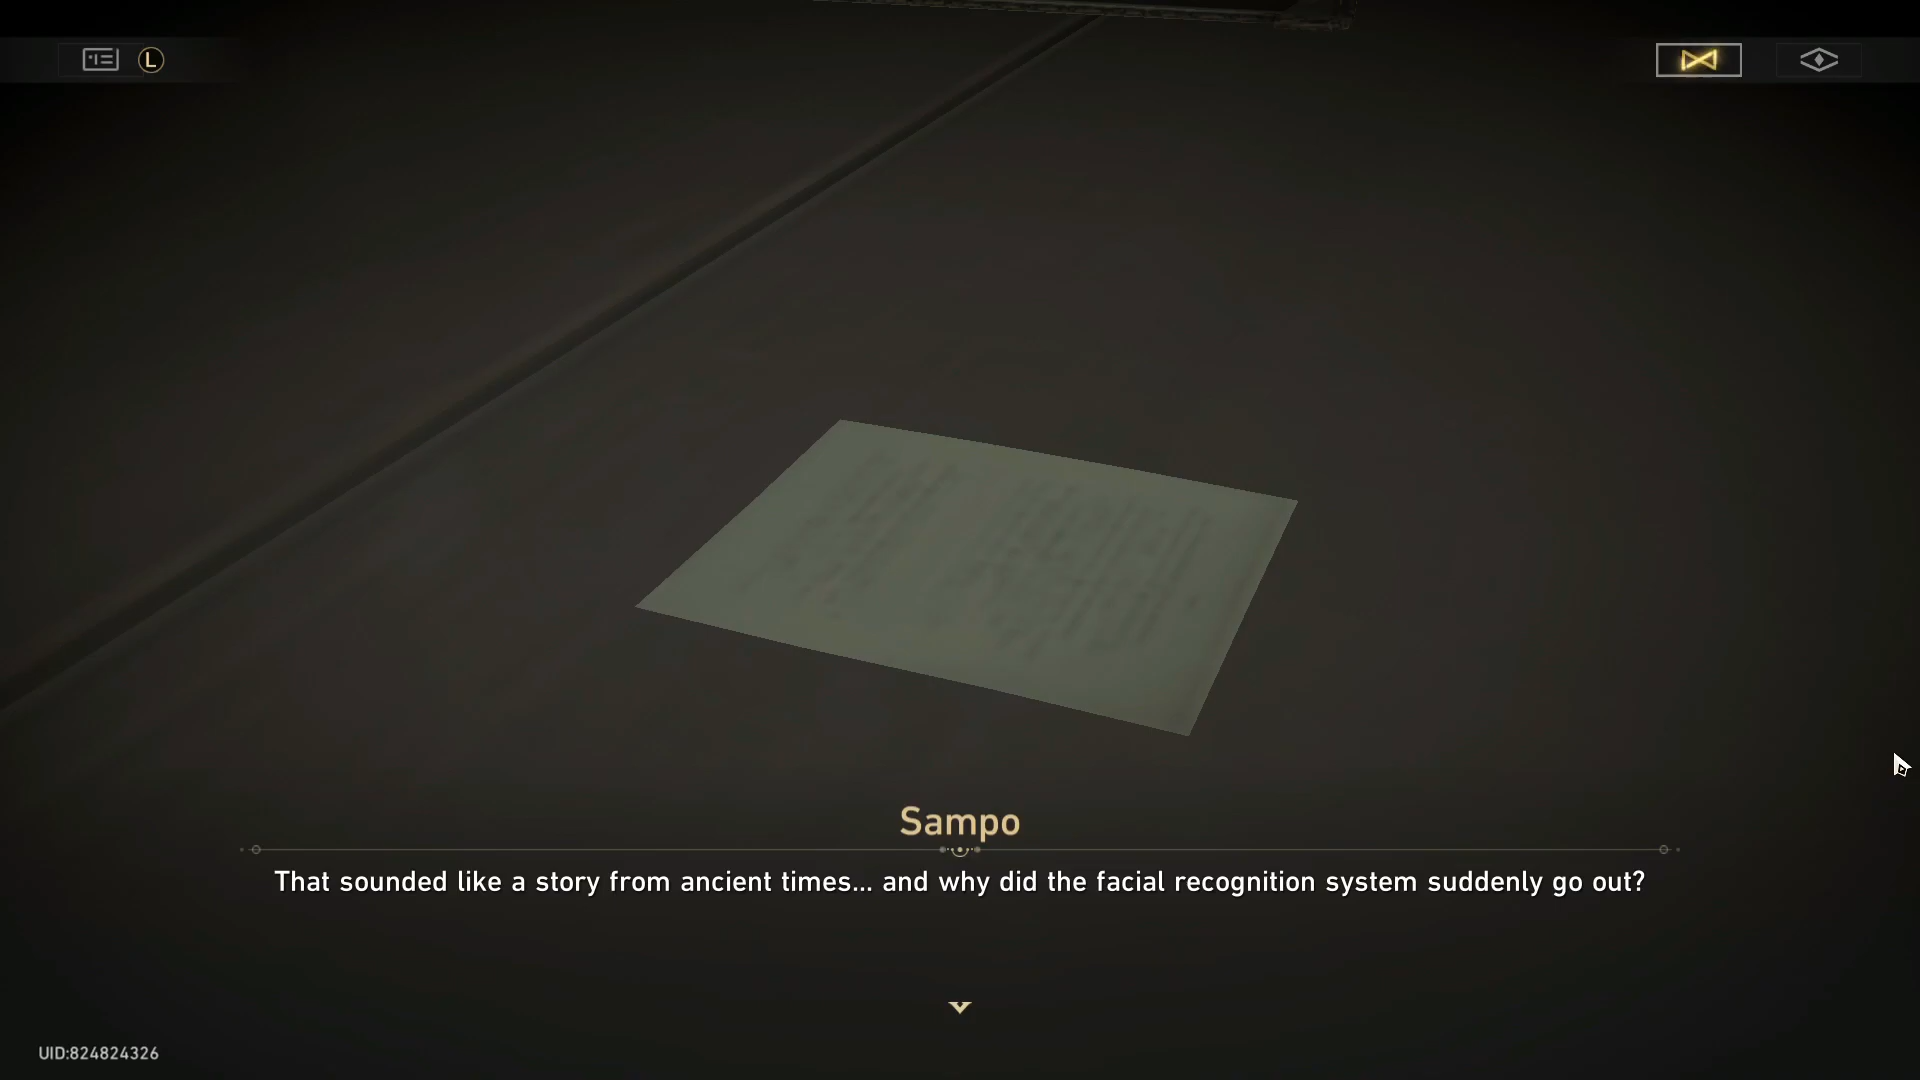 L
Sampo
That sounded like a story from ancient times... and why did the facial recognition system suddenly go out?
UID:824824326